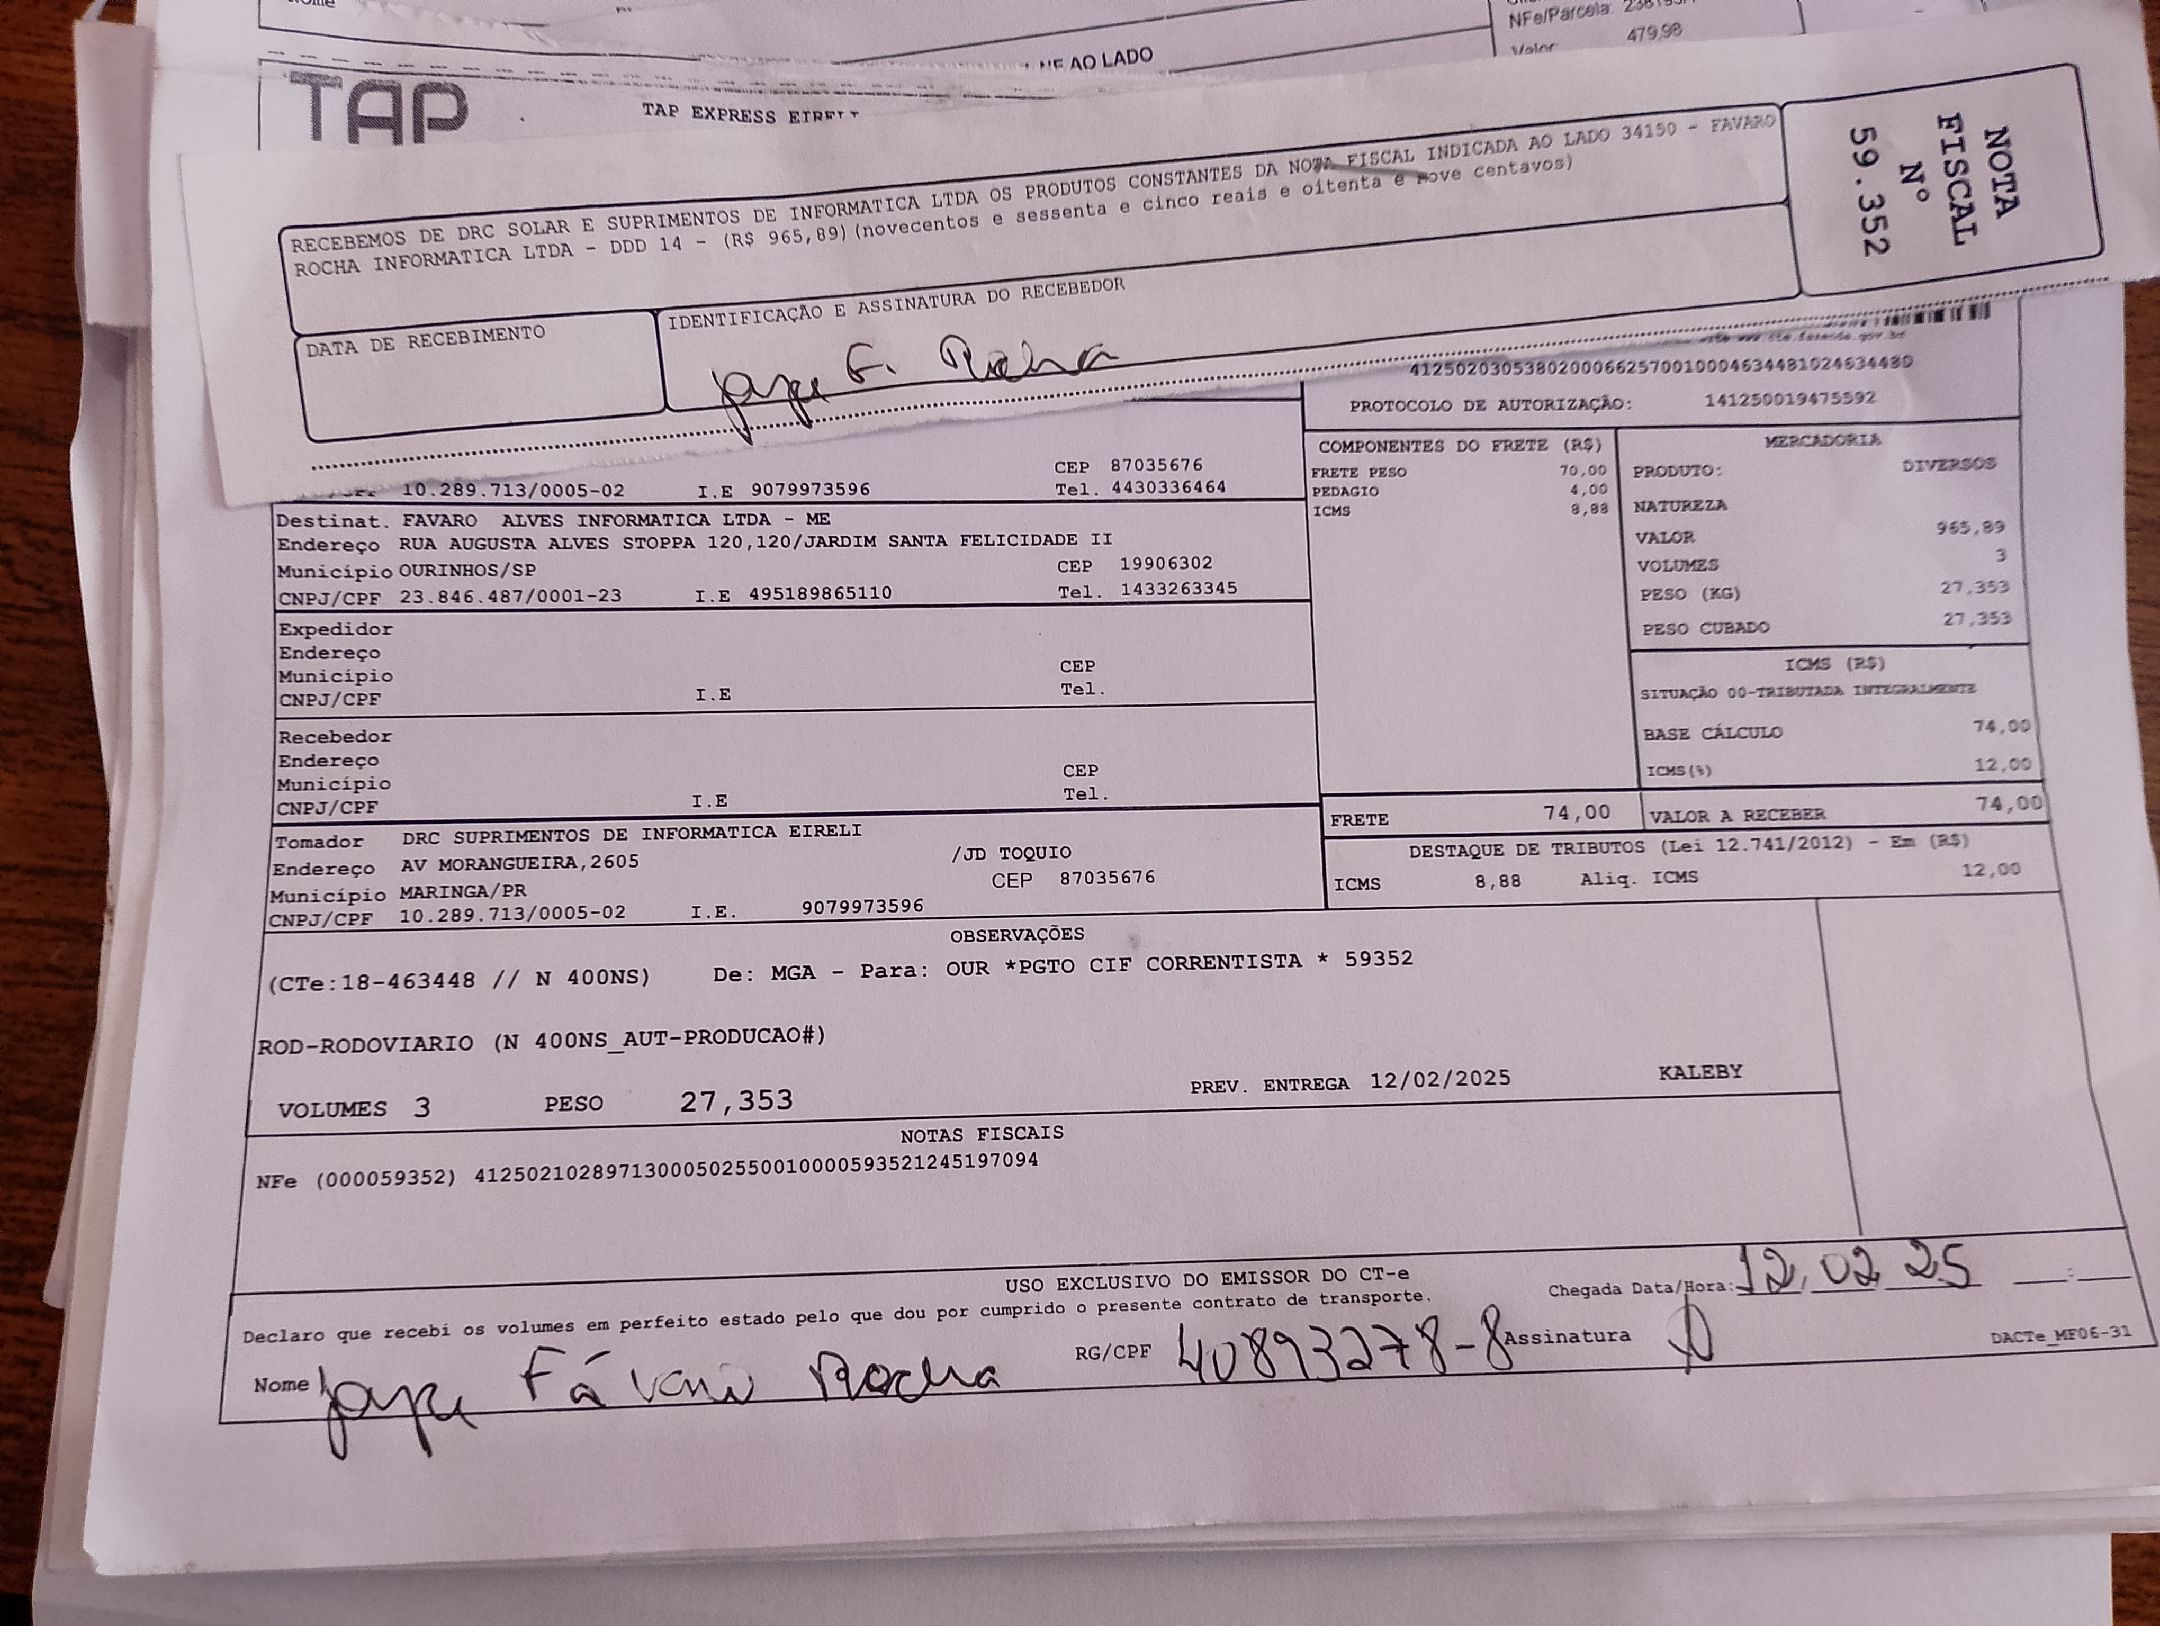 NFe/Parcela:
Valor 479,98
NF AO LADO
TAP
TAP EXPRESS EIRELI
RECEBEMOS DE DRC SOLAR E SUPRIMENTOS DE INFORMATICA LTDA OS PRODUTOS CONSTANTES DA NOTA FISCAL INDICADA AO LADO 34150 - FAVARO
ROCHA INFORMATICA LTDA - DDD 14 - (R$ 965,89)(novecentos e sessenta e cinco reais e oitenta e nove centavos)
NOTA
FISCAL
Nº
59.352
DATA DE RECEBIMENTO
IDENTIFICAÇÃO E ASSINATURA DO RECEBEDOR
F. Rocha
41250203053802000662570010004634481024634480
PROTOCOLO DE AUTORIZAÇÃO: 141250019475592
CEP 87035676
10.289.713/0005-02 I.E 9079973596 Tel. 4430336464
Destinat. FAVARO ALVES INFORMATICA LTDA - ME
Endereço RUA AUGUSTA ALVES STOPPA 120,120/JARDIM SANTA FELICIDADE II
Município OURINHOS/SP CEP 19906302
CNPJ/CPF 23.846.487/0001-23 I.E 495189865110 Tel. 1433263345
Expedidor
Endereço
Município CEP
CNPJ/CPF I.E Tel.
Recebedor
Endereço
Município CEP
CNPJ/CPF I.E Tel.
Tomador DRC SUPRIMENTOS DE INFORMATICA EIRELI
Endereço AV MORANGUEIRA,2605 /JD TOQUIO
Município MARINGA/PR CEP 87035676
CNPJ/CPF 10.289.713/0005-02 I.E. 9079973596
COMPONENTES DO FRETE (R$)
FRETE PESO 70,00
PEDAGIO 4,00
ICMS 8,88
MERCADORIA
PRODUTO: DIVERSOS
NATUREZA
VALOR 965,89
VOLUMES 3
PESO (KG) 27,353
PESO CUBADO 27,353
ICMS (R$)
SITUAÇÃO 00-TRIBUTADA INTEGRALMENTE
BASE CÁLCULO 74,00
ICMS(%) 12,00
FRETE 74,00 VALOR A RECEBER 74,00
DESTAQUE DE TRIBUTOS (Lei 12.741/2012) - Em (R$)
ICMS 8,88 Aliq. ICMS 12,00
OBSERVAÇÕES
(CTe:18-463448 // N 400NS) De: MGA - Para: OUR *PGTO CIF CORRENTISTA * 59352
ROD-RODOVIARIO (N 400NS_AUT-PRODUCAO#)
VOLUMES 3 PESO 27,353 PREV. ENTREGA 12/02/2025 KALEBY
NOTAS FISCAIS
NFe (000059352) 41250210289713000502550010000593521245197094
USO EXCLUSIVO DO EMISSOR DO CT-e
Declaro que recebi os volumes em perfeito estado pelo que dou por cumprido o presente contrato de transporte.
Chegada Data/Hora: 12.02 25 __:__
Nome Fávaro Rocha RG/CPF 40893278-8 Assinatura
DACTe_MF06-31